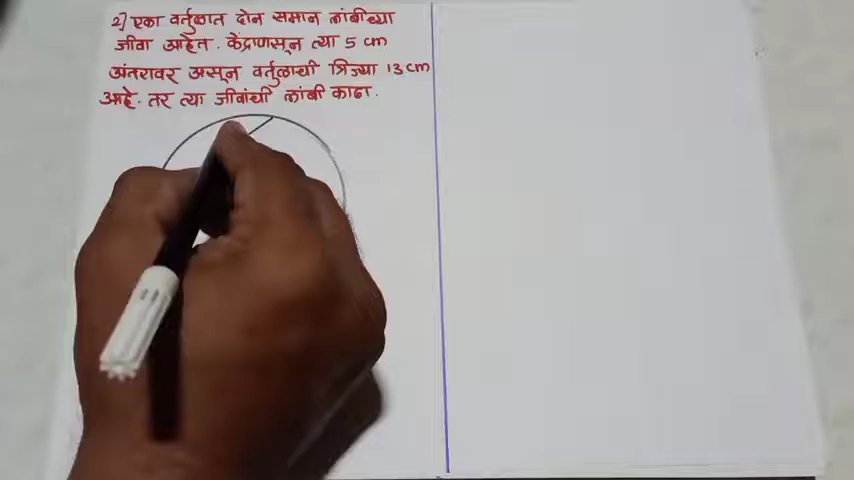 2] एका वर्तुळात दोन समान लांबीच्या
जीवा आहेत. केंद्रापासून त्या 5 cm
अंतरावर असून वर्तुळाची त्रिज्या 13 cm
आहे. तर त्या जीवांची लांबी काढा.